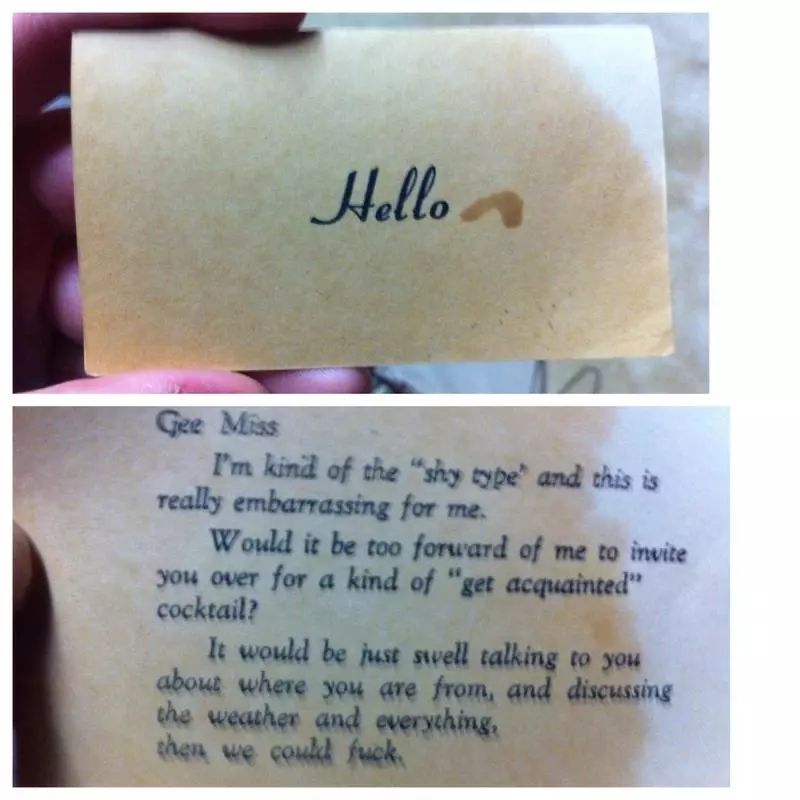 Hello
Gee Miss
I'm kind of the "shy type" and this is
really embarrassing for me.
Would it be too forward of me to invite
you over for a kind of "get acquainted"
cocktail?
It would be just swell talking to you
about where you are from, and discussing
the weather and everything,
then we could fuck.